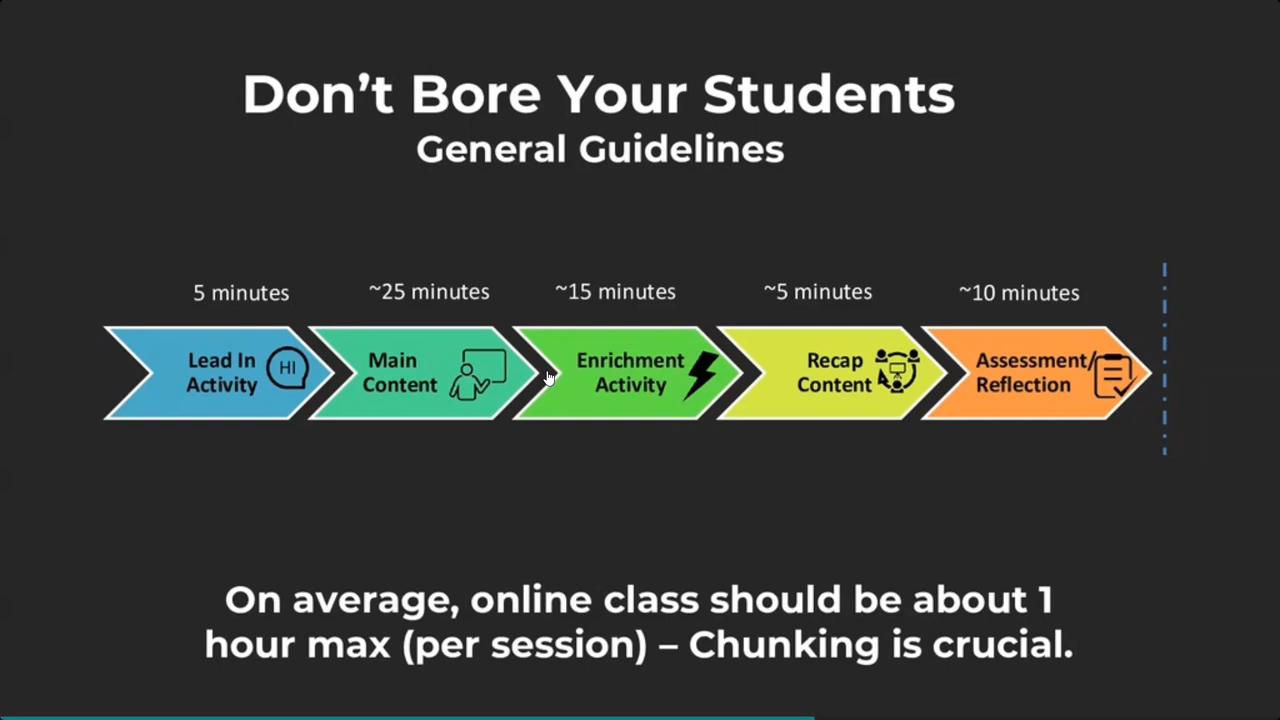 Don't Bore Your Students
General Guidelines
5 minutes
~25 minutes
~15 minutes
~5 minutes
~10 minutes
Lead In
Activity
HI
Main
Content
Enrichment
Activity
Recap
Content
Assessment/
Reflection
On average, online class should be about 1
hour max (per session) – Chunking is crucial.